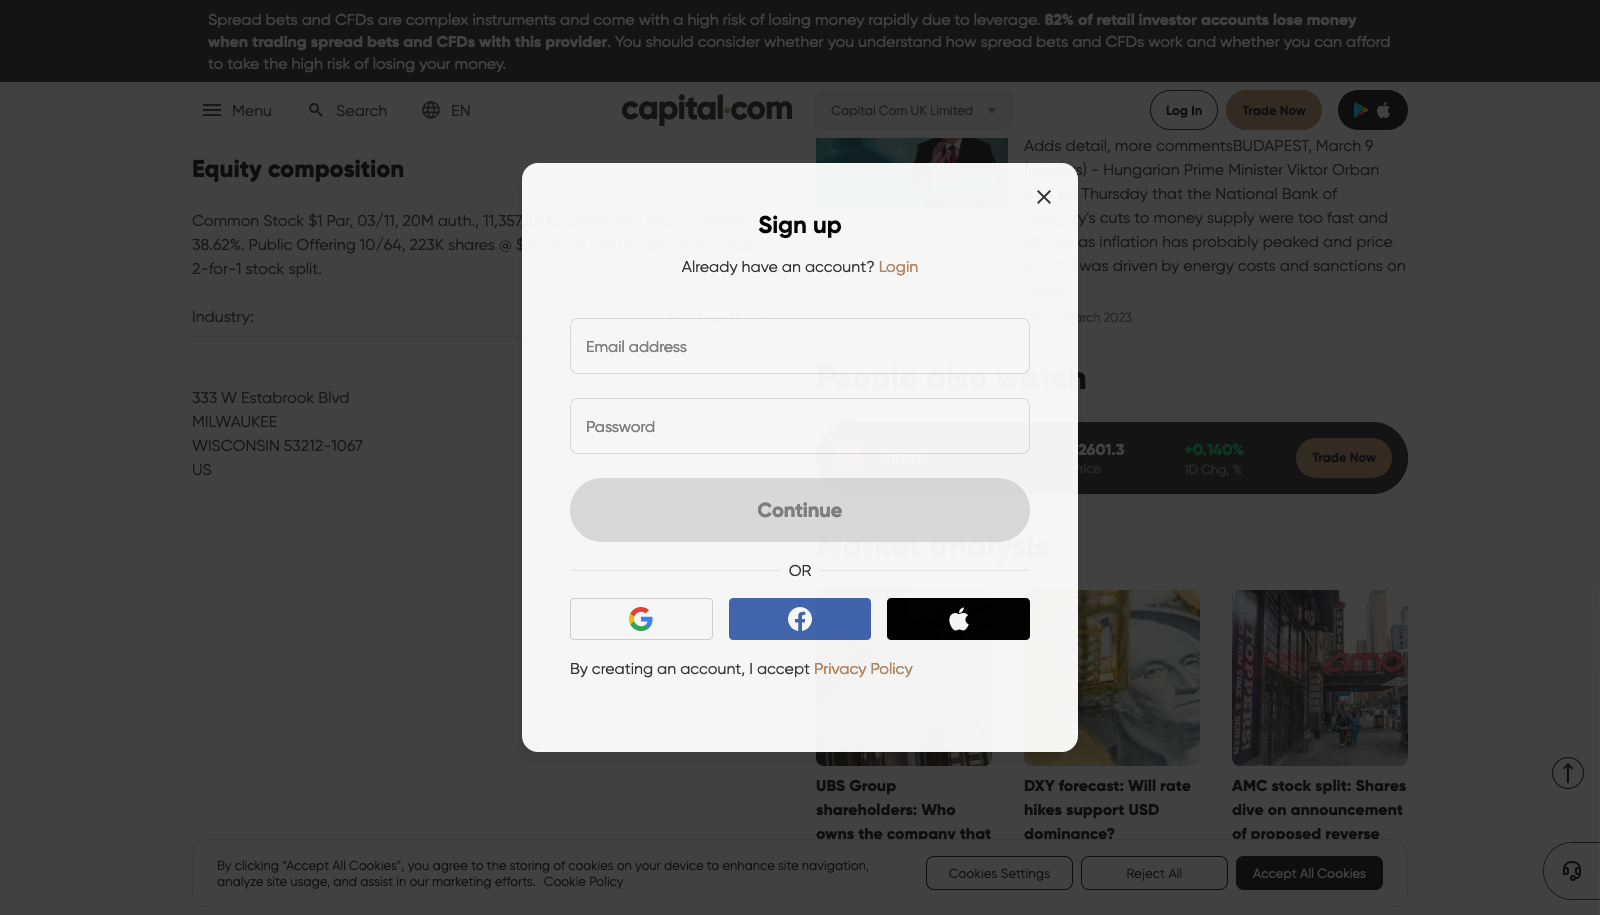 Spread bets and CFDs are complex instruments and come with a high risk of losing money rapidly due to leverage. 82% of retail investor accounts lose money
when trading spread bets and CFDs with this provider. You should consider whether you understand how spread bets and CFDs work and whether you can afford
to take the high risk of losing your money.
Menu
Search
EN
capital.com
Capital Com UK Limited
Log In
Trade Now
Equity composition
Common Stock $1 Par, 03/11, 20M auth., 11,357,
38.62%. Public Offering 10/64, 223K shares @ $
2-for-1 stock split.
Industry:
333 W Estabrook Blvd
MILWAUKEE
WISCONSIN 53212-1067
US
Adds detail, more commentsBUDAPEST, March 9
s) - Hungarian Prime Minister Viktor Orban
Thursday that the National Bank of
's cuts to money supply were too fast and
as inflation has probably peaked and price
was driven by energy costs and sanctions on
March 2023
Sign up
Already have an account? Login
Email address
Password
Continue
OR
By creating an account, I accept Privacy Policy
People also watch
2601.3
Price
+0.140%
1D Chg, %
Trade Now
Market analysis
TOPPERS!
FROM STAGE & SCREEN
amc
UBS Group
shareholders: Who
owns the company that
DXY forecast: Will rate
hikes support USD
dominance?
AMC stock split: Shares
dive on announcement
of proposed reverse
By clicking “Accept All Cookies”, you agree to the storing of cookies on your device to enhance site navigation,
analyze site usage, and assist in our marketing efforts. Cookie Policy
Cookies Settings
Reject All
Accept All Cookies